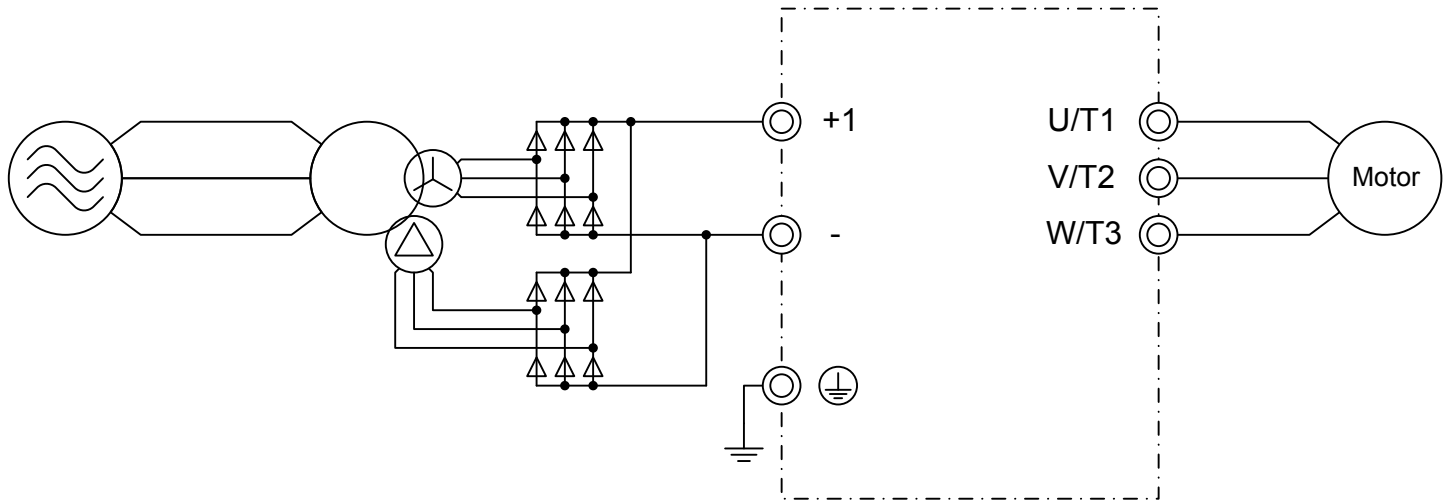 +1
U/T1
V/T2
Motor
-
W/T3